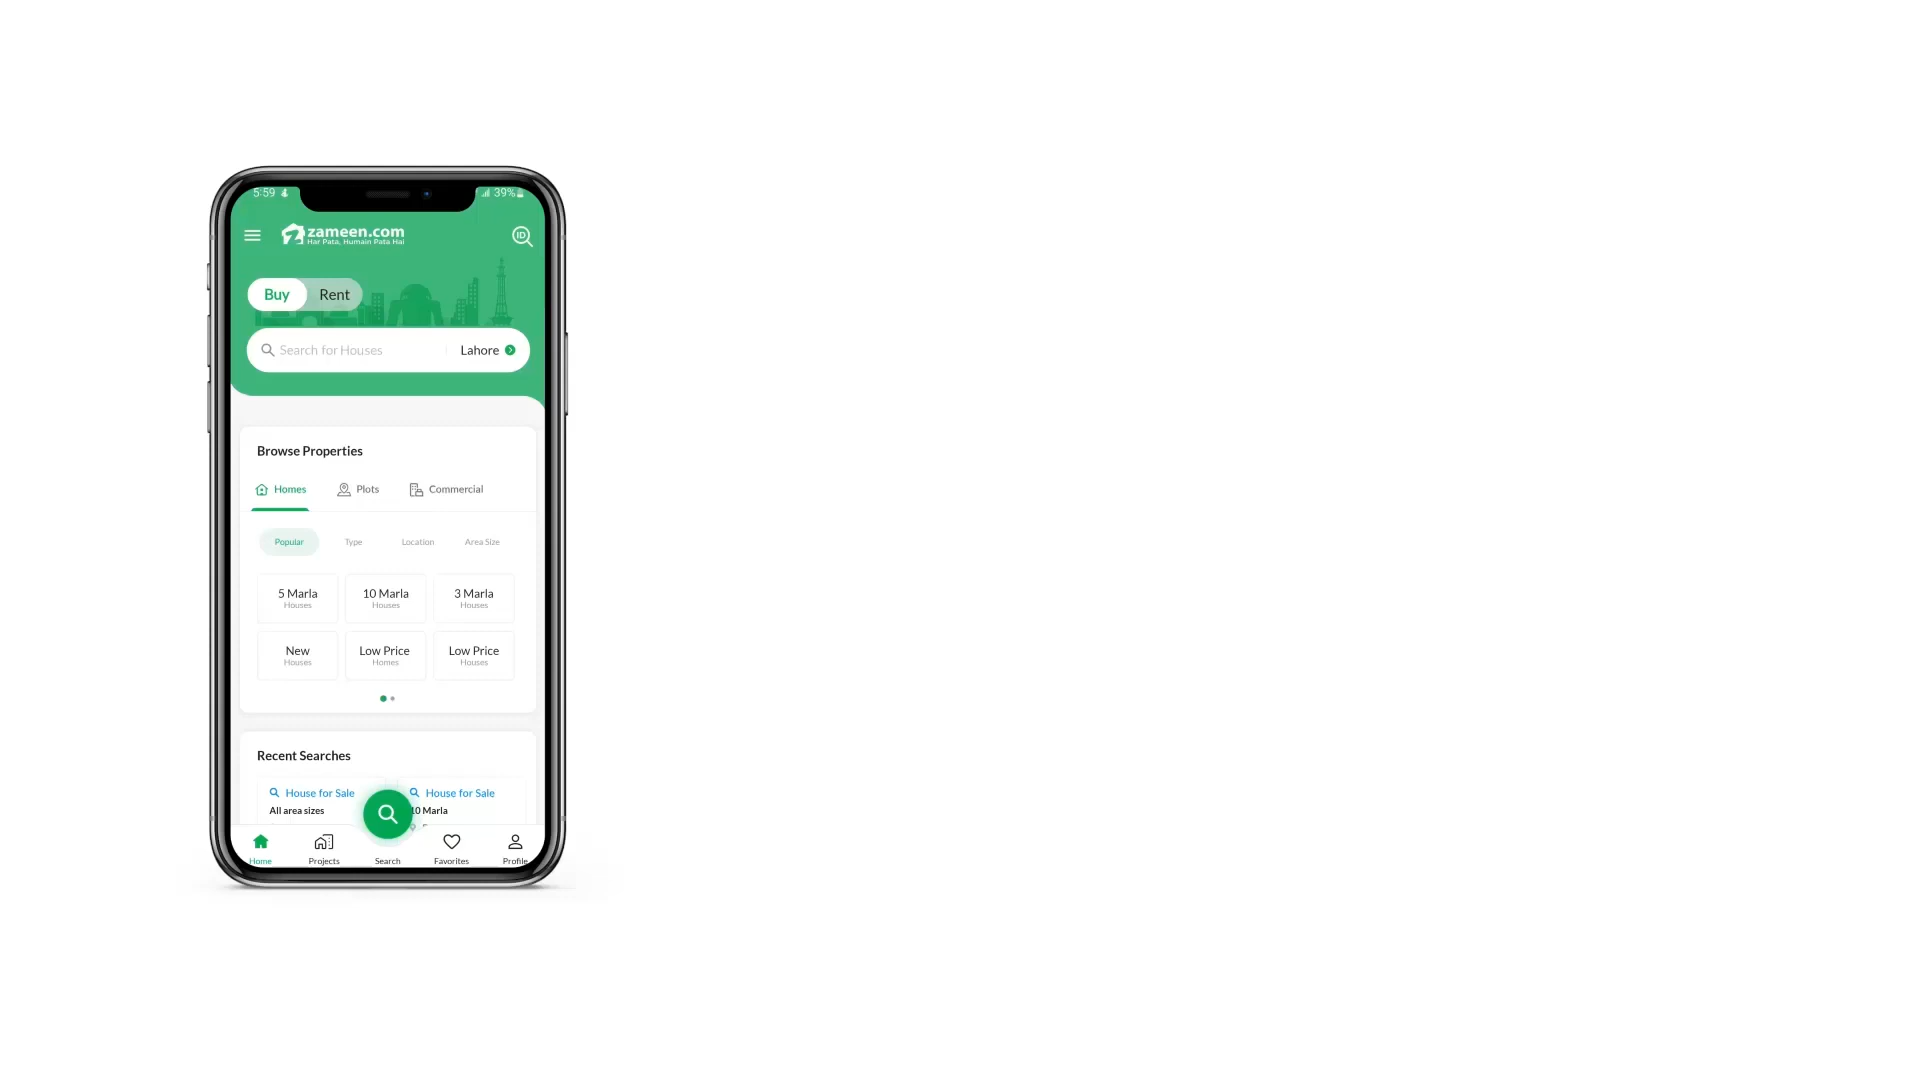 5:59 39%
zameen.com
Har Pata, Humain Pata Hai
ID
Buy Rent
Search for Houses Lahore
Browse Properties
Homes Plots Commercial
Popular Type Location Area Size
5 Marla 10 Marla 3 Marla
Houses Houses Houses
New Low Price Low Price
Houses Homes Houses
Recent Searches
House for Sale House for Sale
All area sizes 10 Marla
Home Projects Search Favorites Profile